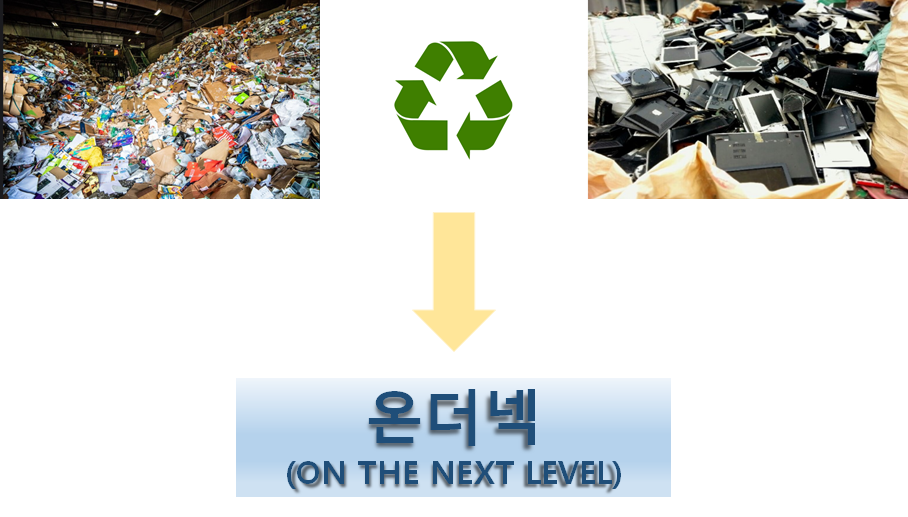 온더넥
(ON THE NEXT LEVEL)